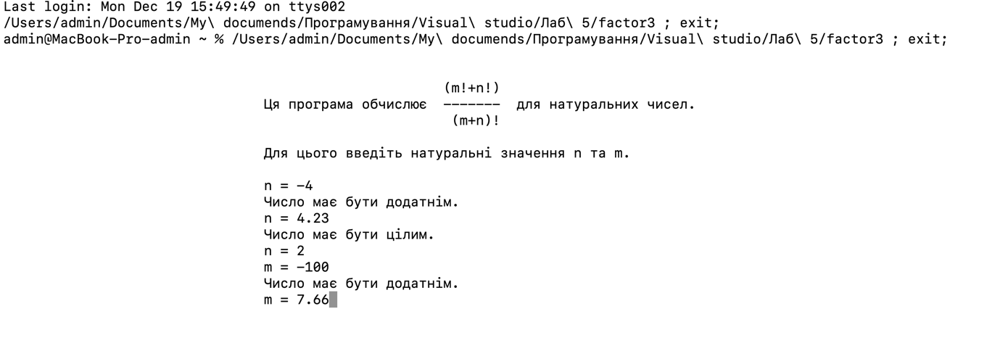 Last login: Mon Dec 19 15:49:49 on ttys002
/Users/admin/Documents/My\ documends/Програмування/Visual\ studio/Лаб\ 5/factor3 ; exit;
admin@MacBook-Pro-admin ~ % /Users/admin/Documents/My\ documends/Програмування/Visual\ studio/Лаб\ 5/factor3 ; exit;
(m!+n!)
Ця програма обчислює ------- для натуральних чисел.
(m+n)!
Для цього введіть натуральні значення n та m.
n = -4
Число має бути додатнім.
n = 4.23
Число має бути цілим.
n = 2
m = -100
Число має бути додатнім.
m = 7.66